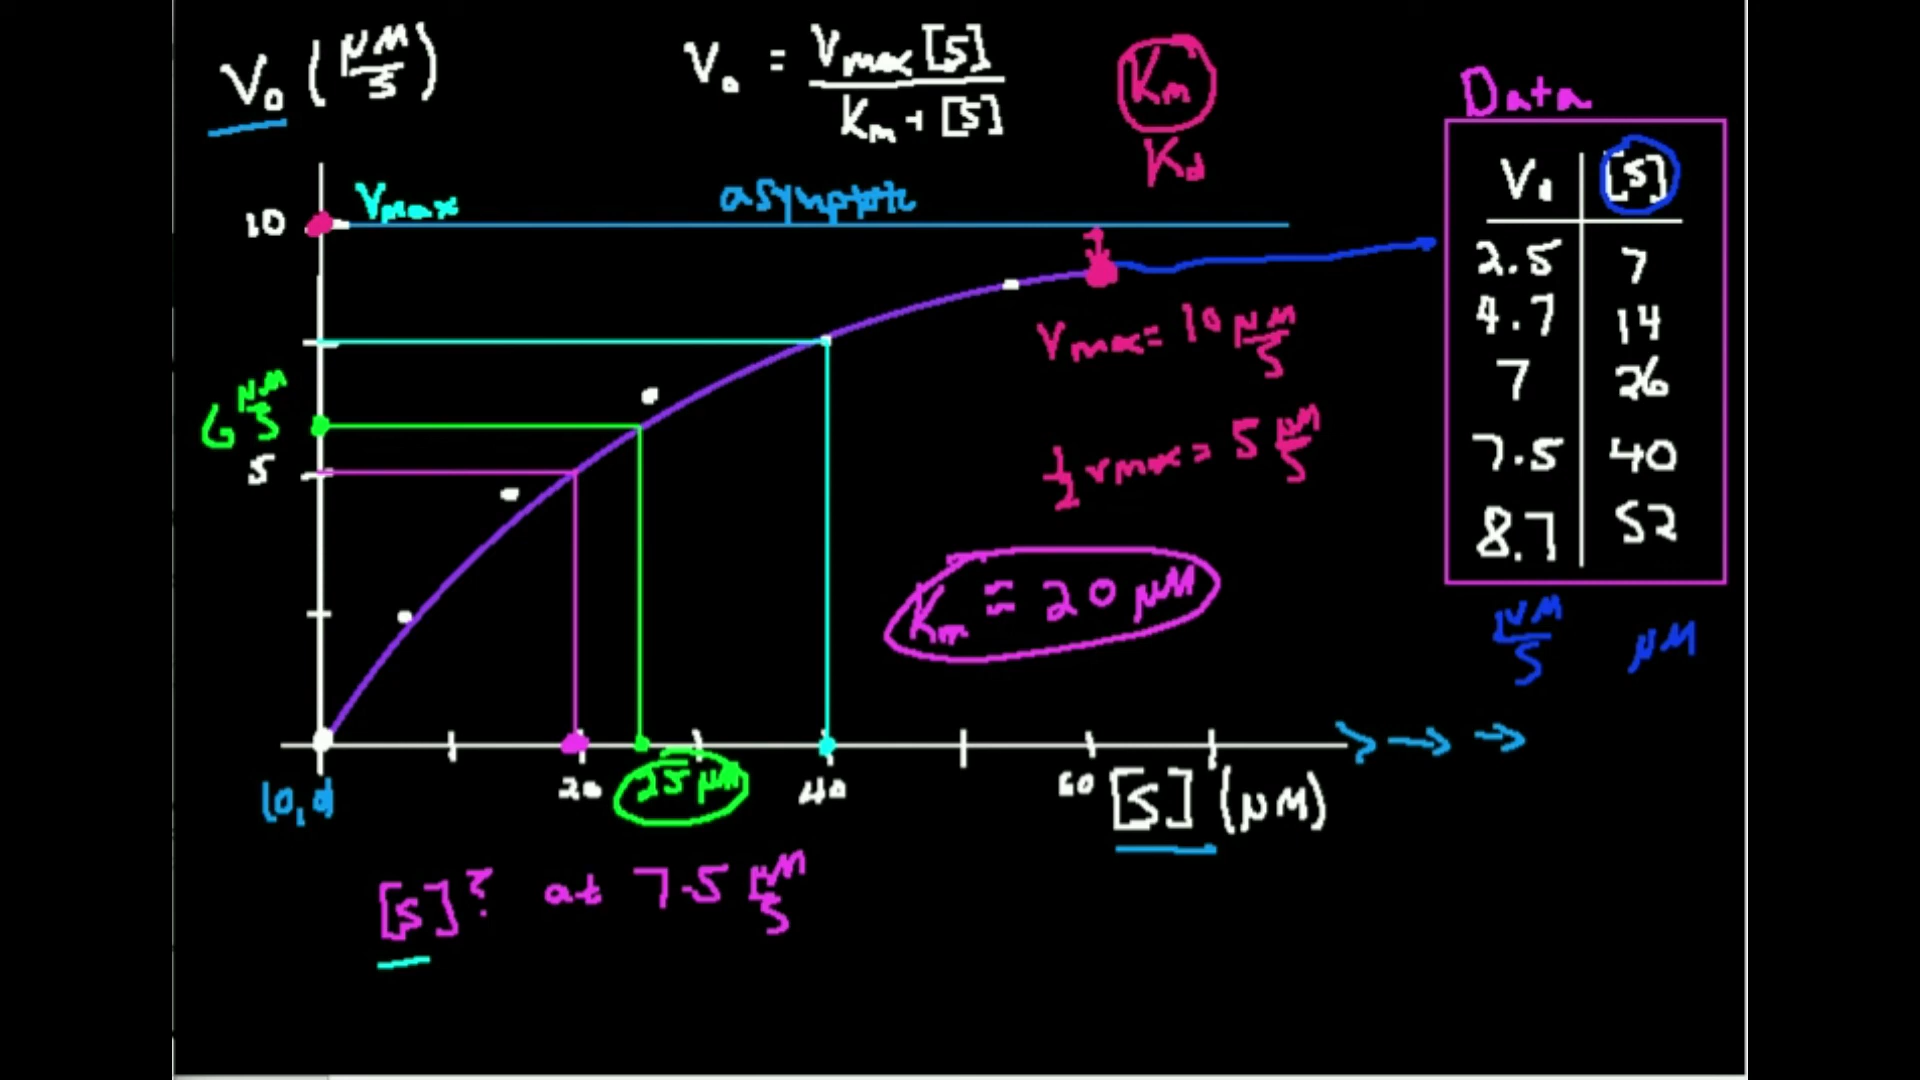 V₀ (μM/s)
V₀ = Vmax [S] / Km + [S]
Km
Kd
Data
V₀ [S]
2.5 7
4.7 14
7 26
7.5 40
8.7 52
μM/s μM
10
Vmax
asymptote
Vmax = 10 μM/s
6 μM/s
5
½ vmax = 5 μM/s
Km = 20 μM
(0,0)
20
25 μM
40
60
[S] (μM)
[S]? at 7.5 μM/s